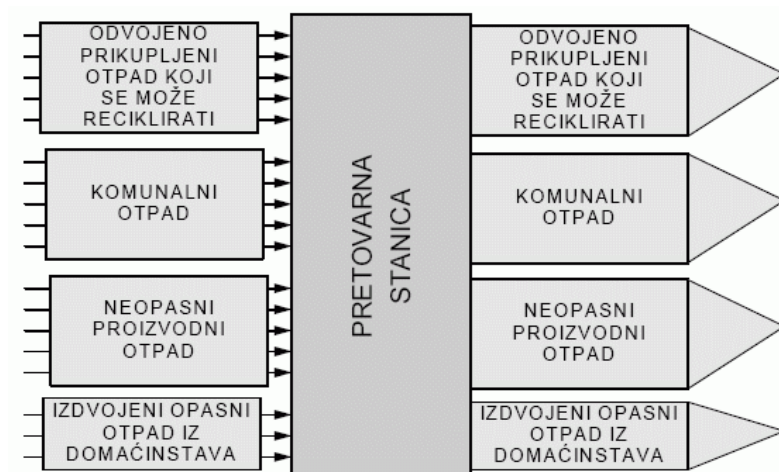 ODVOJENO
PRIKUPLJENI
OTPAD KOJI
SE MOŽE
RECIKLIRATI
KOMUNALNI
OTPAD
NEOPASNI
PROIZVODNI
OTPAD
IZDVOJENI OPASNI
OTPAD IZ
DOMAĆINSTAVA
PRETOVARNA
STANICA
ODVOJENO
PRIKUPLJENI
OTPAD KOJI
SE MOŽE
RECIKLIRATI
KOMUNALNI
OTPAD
NEOPASNI
PROIZVODNI
OTPAD
IZDVOJENI OPASNI
OTPAD IZ
DOMAĆINSTAVA